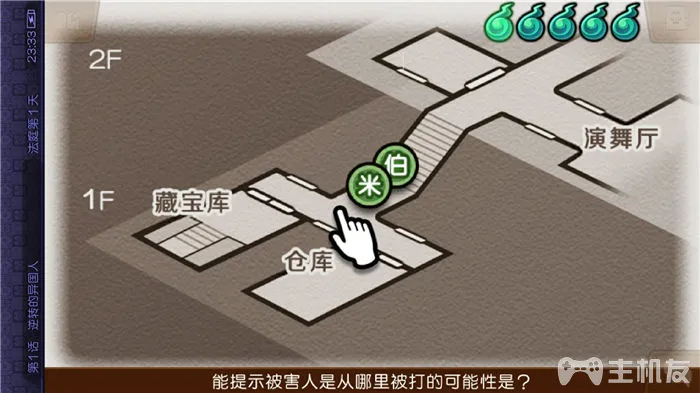 23:33
法庭第1天
第1话 逆转的异国人
2F
演舞厅
伯
米
1F
藏宝库
仓库
能提示被害人是从哪里被打的可能性是？
主机友